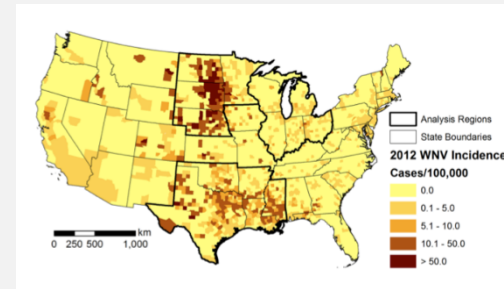 Analysis Regions
State Boundaries
2012 WNV Incidence
Cases/100,000
0.0
0.1 - 5.0
5.1 - 10.0
10.1 - 50.0
> 50.0
km
0 250 500 1,000